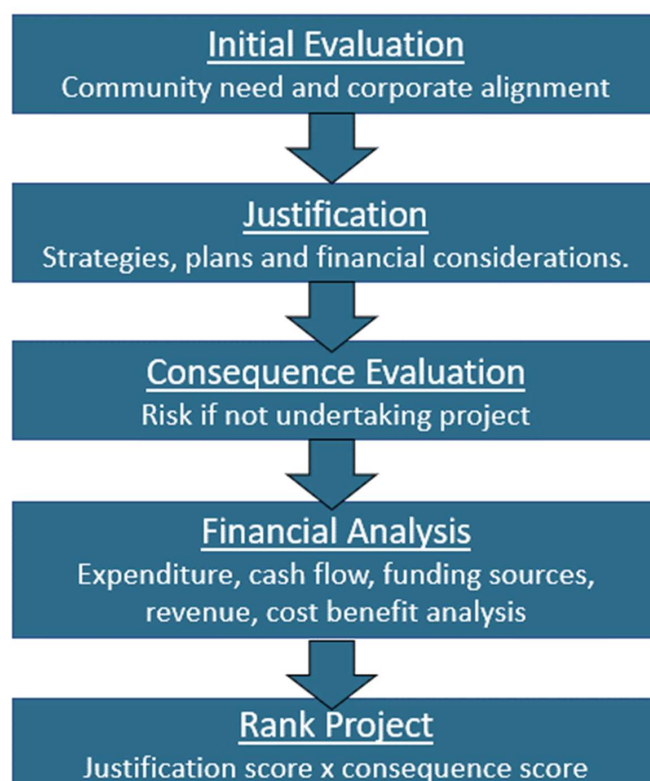 Initial Evaluation
Community need and corporate alignment
Justification
Strategies, plans and financial considerations.
Consequence Evaluation
Risk if not undertaking project
Financial Analysis
Expenditure, cash flow, funding sources,
revenue, cost benefit analysis
Rank Project
Justification score x consequence score